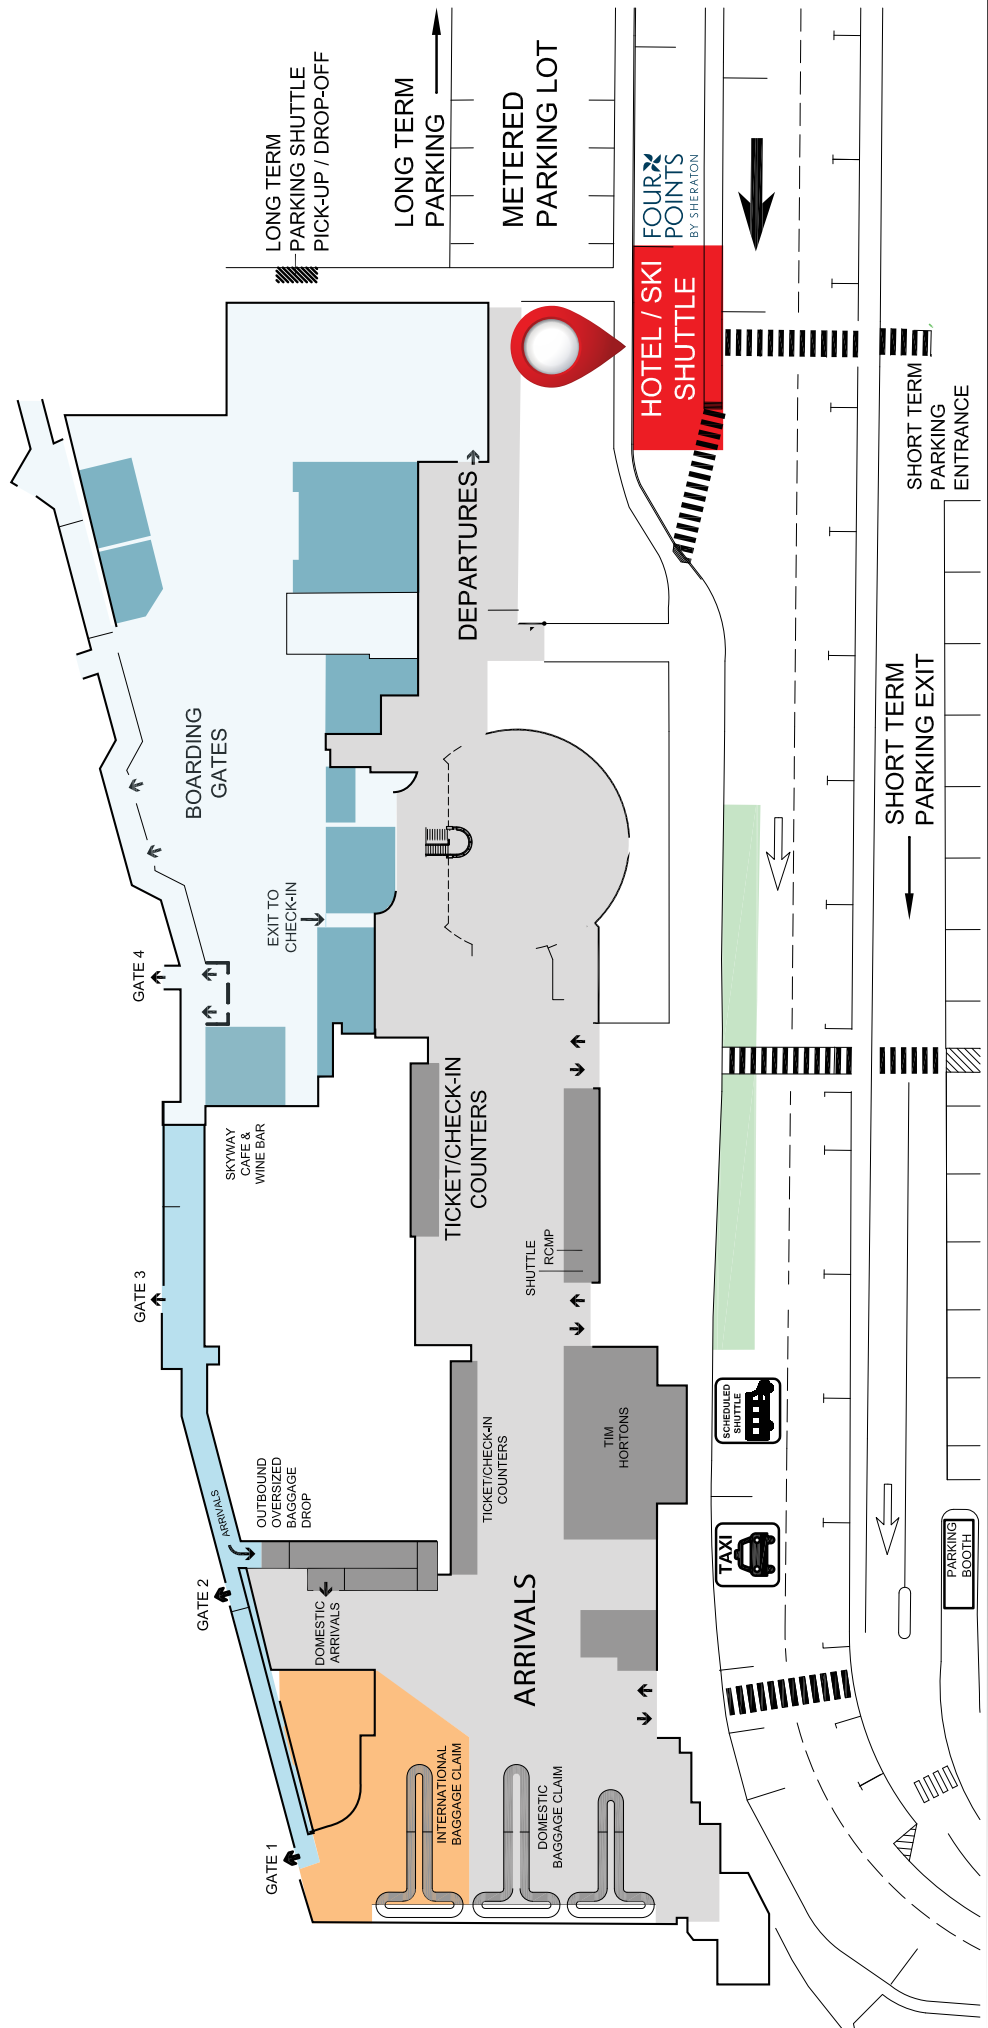 LONG TERM
PARKING SHUTTLE
PICK-UP / DROP-OFF
LONG TERM
PARKING
METERED
PARKING LOT
FOUR
POINTS
BY SHERATON
HOTEL / SKI
SHUTTLE
SHORT TERM
PARKING
ENTRANCE
DEPARTURES
BOARDING
GATES
SHORT TERM
PARKING EXIT
EXIT TO
CHECK-IN
GATE 4
TICKET/CHECK-IN
COUNTERS
SKYWAY
CAFE &
WINE BAR
SHUTTLE
RCMP
GATE 3
SCHEDULED
SHUTTLE
TIM
HORTONS
TICKET/CHECK-IN
COUNTERS
OUTBOUND
OVERSIZED
BAGGAGE
DROP
ARRIVALS
TAXI
PARKING
BOOTH
GATE 2
DOMESTIC
ARRIVALS
ARRIVALS
INTERNATIONAL
BAGGAGE CLAIM
DOMESTIC
BAGGAGE CLAIM
GATE 1